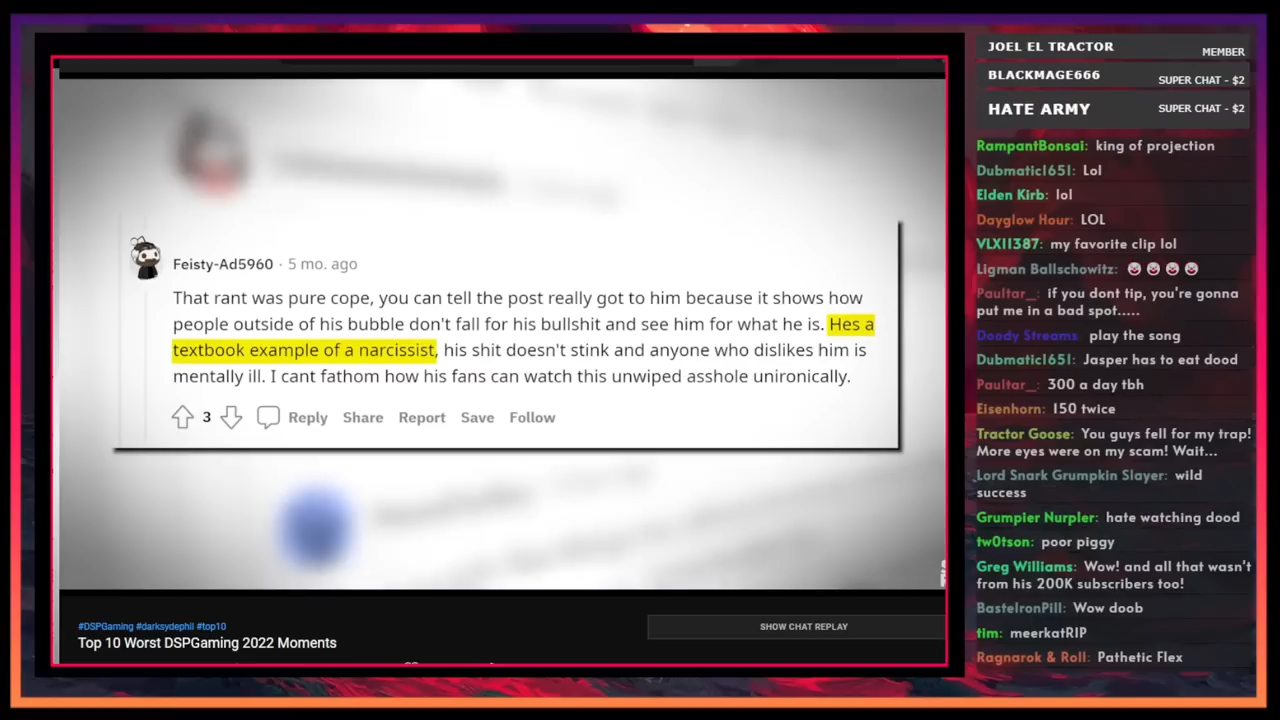 Feisty-Ad5960 · 5 mo. ago
That rant was pure cope, you can tell the post really got to him because it shows how
people outside of his bubble don't fall for his bullshit and see him for what he is. Hes a
textbook example of a narcissist, his shit doesn't stink and anyone who dislikes him is
mentally ill. I cant fathom how his fans can watch this unwiped asshole unironically.
3 Reply Share Report Save Follow
#DSPGaming #darksydephil #top10
Top 10 Worst DSPGaming 2022 Moments
SHOW CHAT REPLAY
JOEL EL TRACTOR MEMBER
BLACKMAGE666 SUPER CHAT - $2
HATE ARMY SUPER CHAT - $2
RampantBonsai: king of projection
Dubmatic1651: Lol
Elden Kirb: lol
Dayglow Hour: LOL
VLX11387: my favorite clip lol
Ligman Ballschowitz: 🤡 🤡 🤡 🤡
Paultar_: if you dont tip, you're gonna
put me in a bad spot.....
Doody Streams: play the song
Dubmatic1651: Jasper has to eat dood
Paultar_: 300 a day tbh
Eisenhorn: 150 twice
Tractor Goose: You guys fell for my trap!
More eyes were on my scam! Wait...
Lord Snark Grumpkin Slayer: wild
success
Grumpier Nurpler: hate watching dood
tw0tson: poor piggy
Greg Williams: Wow! and all that wasn't
from his 200K subscribers too!
BasteIronPill: Wow doob
tim: meerkatRIP
Ragnarok & Roll: Pathetic Flex